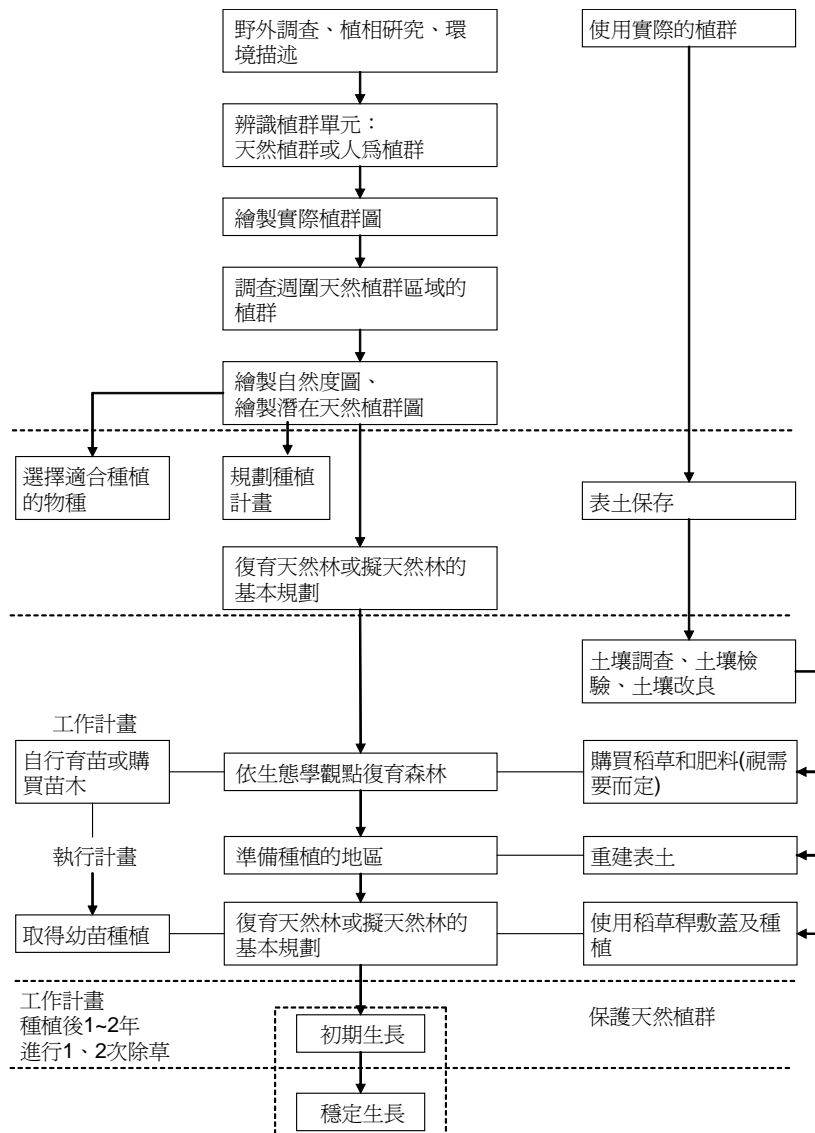 野外調查、植相研究、環
境描述
使用實際的植群
辨識植群單元：
天然植群或人為植群
繪製實際植群圖
調查週圍天然植群區域的
植群
繪製自然度圖、
繪製潛在天然植群圖
選擇適合種植
的物種
規劃種植
計畫
表土保存
復育天然林或擬天然林的
基本規劃
土壤調查、土壤檢
驗、土壤改良
工作計畫
自行育苗或購
買苗木
依生態學觀點復育森林
購買稻草和肥料(視需
要而定)
執行計畫
準備種植的地區
重建表土
取得幼苗種植
復育天然林或擬天然林的
基本規劃
使用稻草稈敷蓋及種
植
工作計畫
種植後1~2年
進行1、2次除草
初期生長
保護天然植群
穩定生長